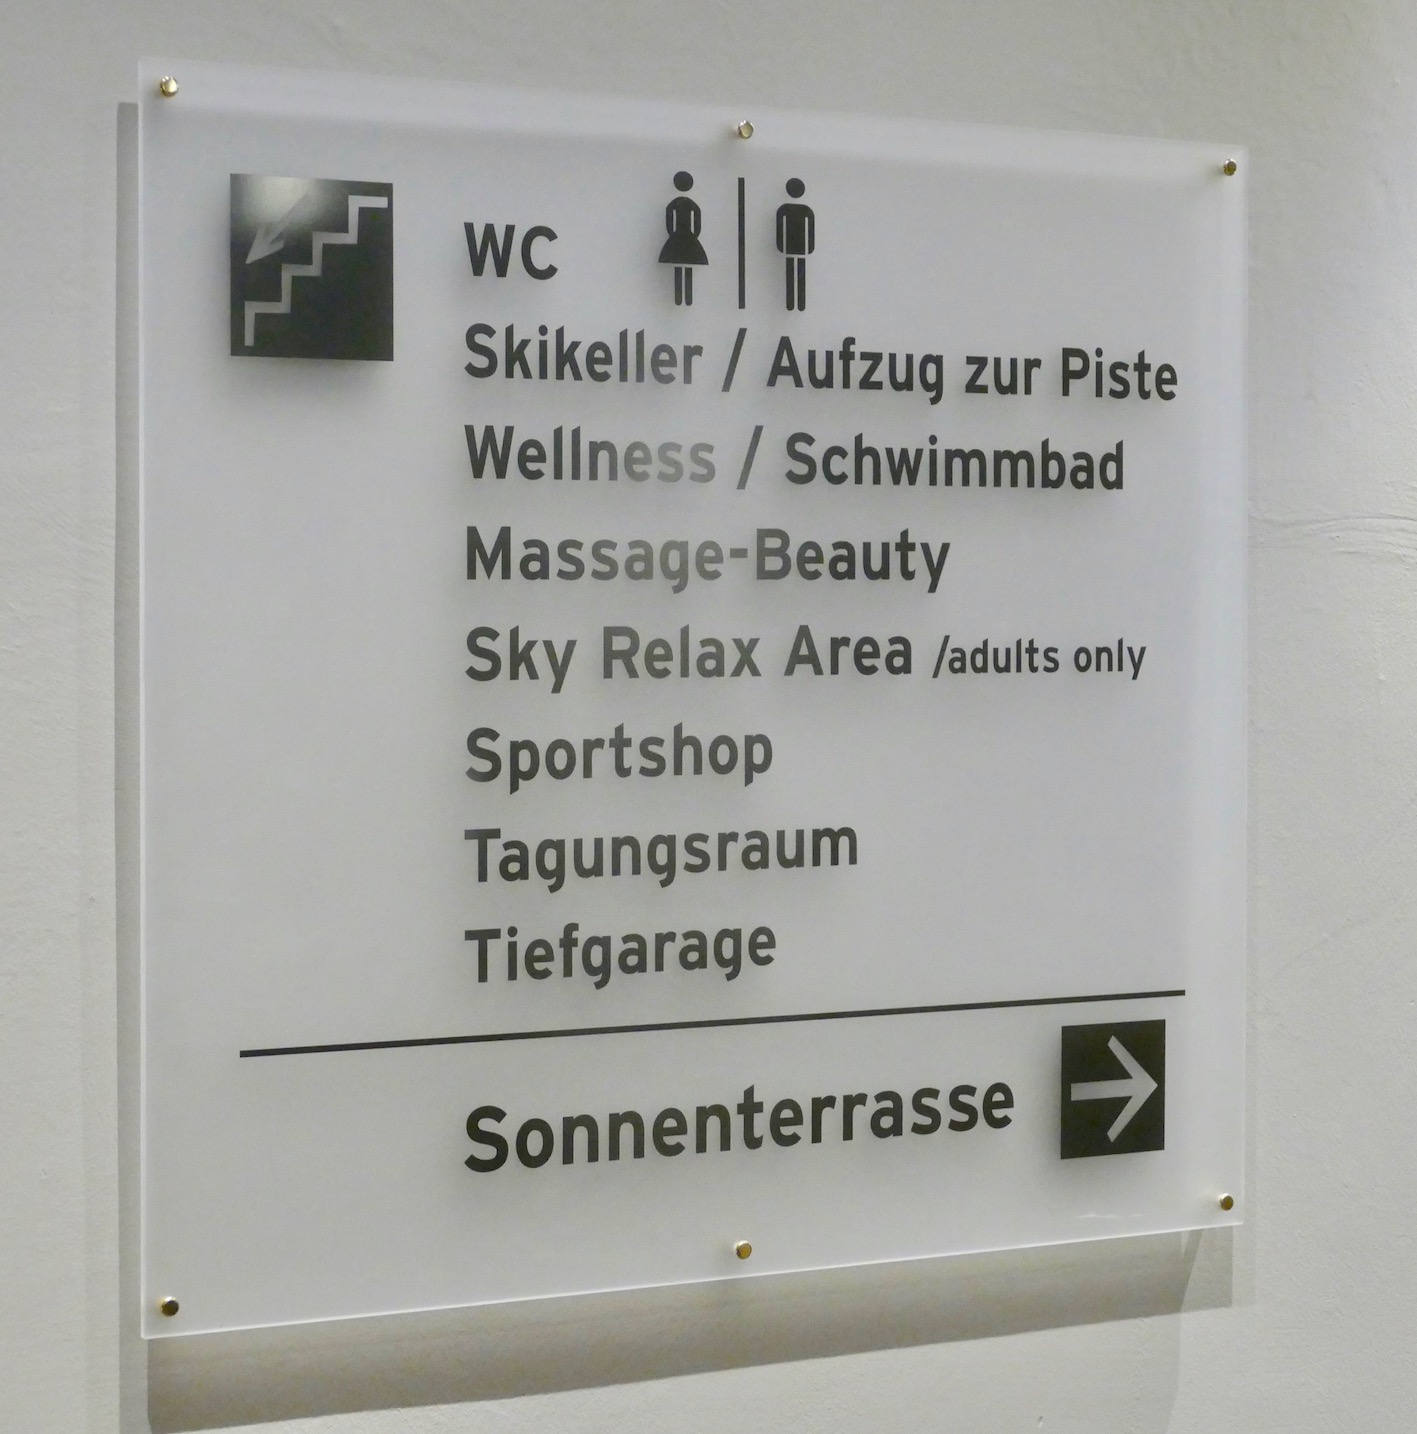 WC
Skikeller / Aufzug zur Piste
Wellness / Schwimmbad
Massage-Beauty
Sky Relax Area /adults only
Sportshop
Tagungsraum
Tiefgarage
Sonnenterrasse